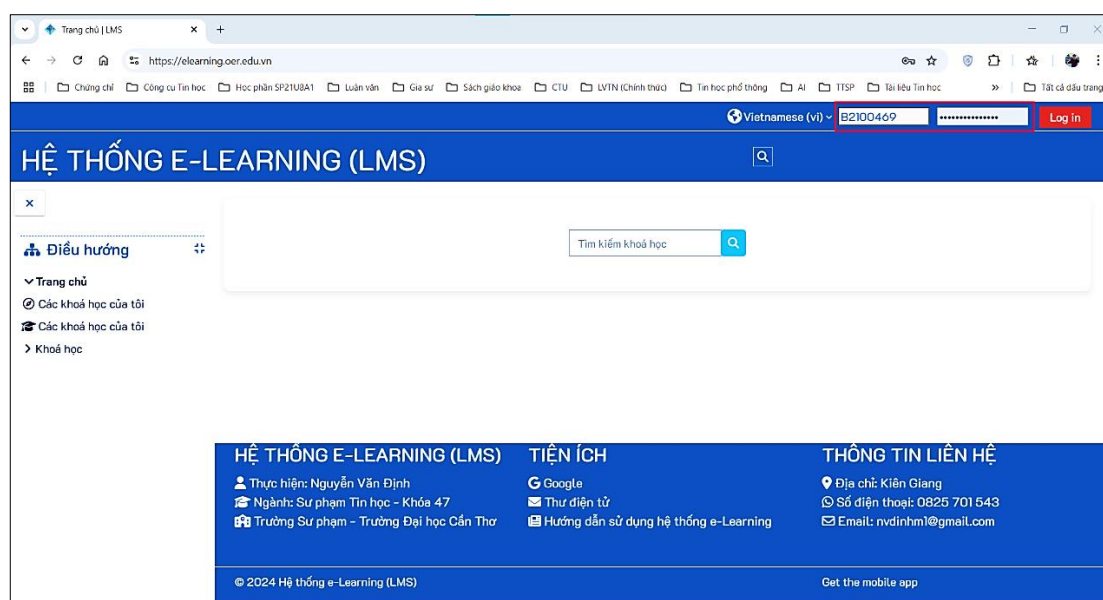 Trang chủ | LMS
https://elearning.oer.edu.vn
Chứng chỉ Công cụ Tin học Học phần SP21U8A1 Luận văn Gia sư Sách giáo khoa CTU LVTN (Chính thức) Tin học phổ thông AI TTSP Tài liệu Tin học » Tất cả dấu trang
Vietnamese (vi) B2100469 Log in
HỆ THỐNG E-LEARNING (LMS)
Tìm kiếm khoá học
Điều hướng
Trang chủ
Các khoá học của tôi
Các khoá học của tôi
Khoá học
HỆ THỐNG E-LEARNING (LMS)
Thực hiện: Nguyễn Văn Định
Ngành: Sư phạm Tin học - Khóa 47
Trường Sư phạm - Trường Đại học Cần Thơ
TIỆN ÍCH
Google
Thư điện tử
Hướng dẫn sử dụng hệ thống e-Learning
THÔNG TIN LIÊN HỆ
Địa chỉ: Kiên Giang
Số điện thoại: 0825 701 543
Email: nvdinhm1@gmail.com
© 2024 Hệ thống e-Learning (LMS)
Get the mobile app